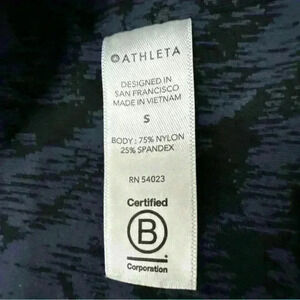 ATHLETA
DESIGNED IN
SAN FRANCISCO
MADE IN VIETNAM
S
BODY : 75% NYLON
25% SPANDEX
RN 54023
Certified
B
Corporation